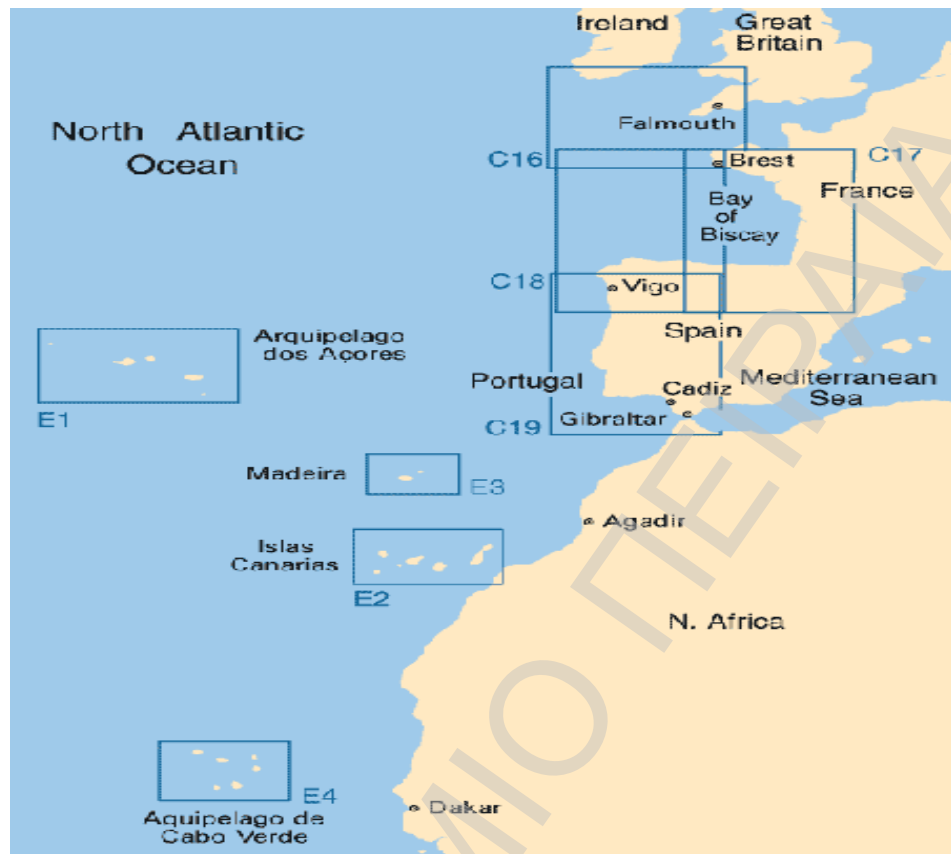 Ireland
Great
Britain
North Atlantic
Ocean
Falmouth
C16
Brest
C17
France
Bay
of
Biscay
C18
Vigo
Spain
Arquipelago
dos Açores
E1
Portugal
Cadiz
Mediterranean
Sea
C19
Gibraltar
Madeira
E3
Agadir
Islas
Canarias
E2
N. Africa
E4
Dakar
Aquipelago de
Cabo Verde
ΜΙΟ ΠΕΙΡΑΙΑ